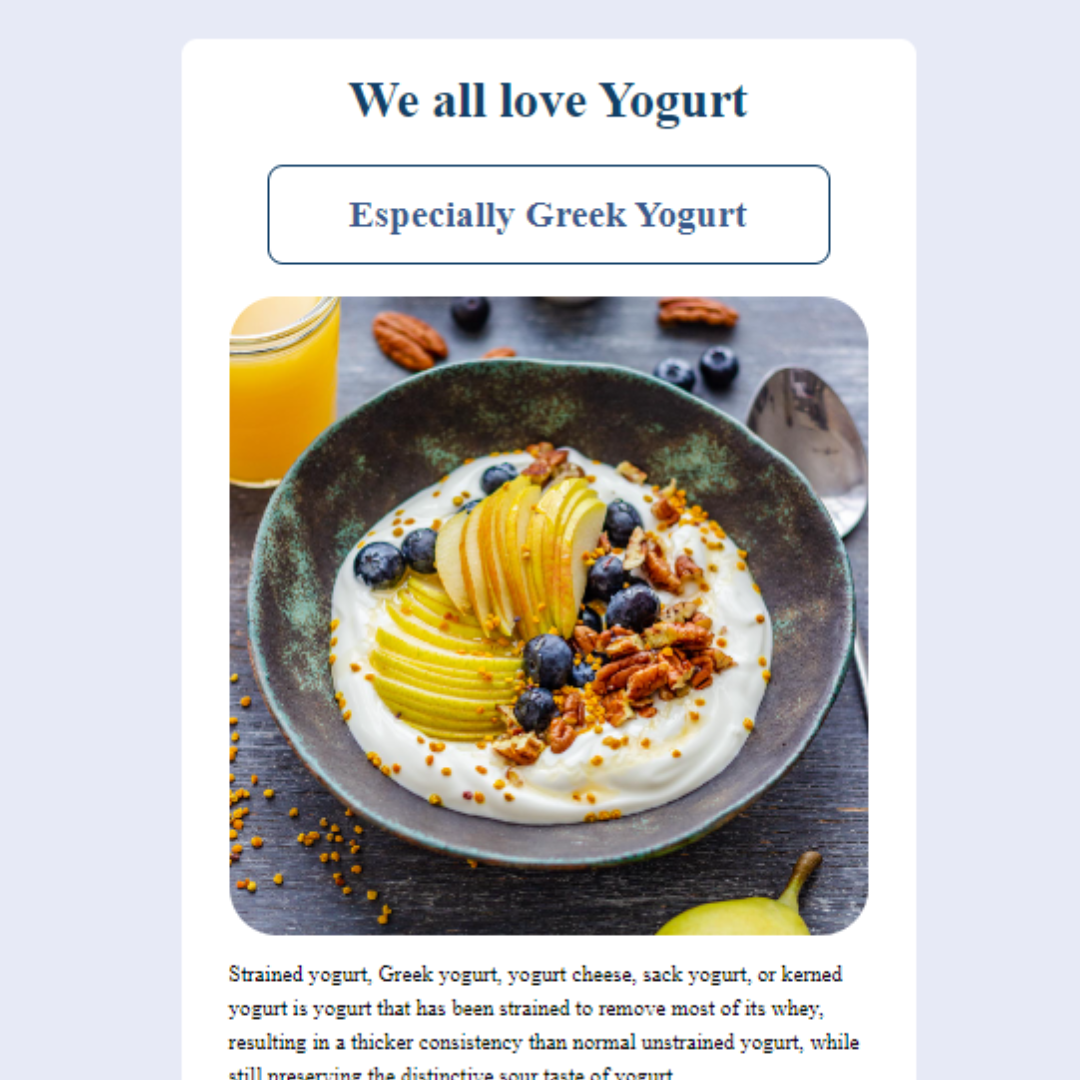 We all love Yogurt
Especially Greek Yogurt
Strained yogurt, Greek yogurt, yogurt cheese, sack yogurt, or kerned
yogurt is yogurt that has been strained to remove most of its whey,
resulting in a thicker consistency than normal unstrained yogurt, while
still preserving the distinctive sour taste of yogurt.